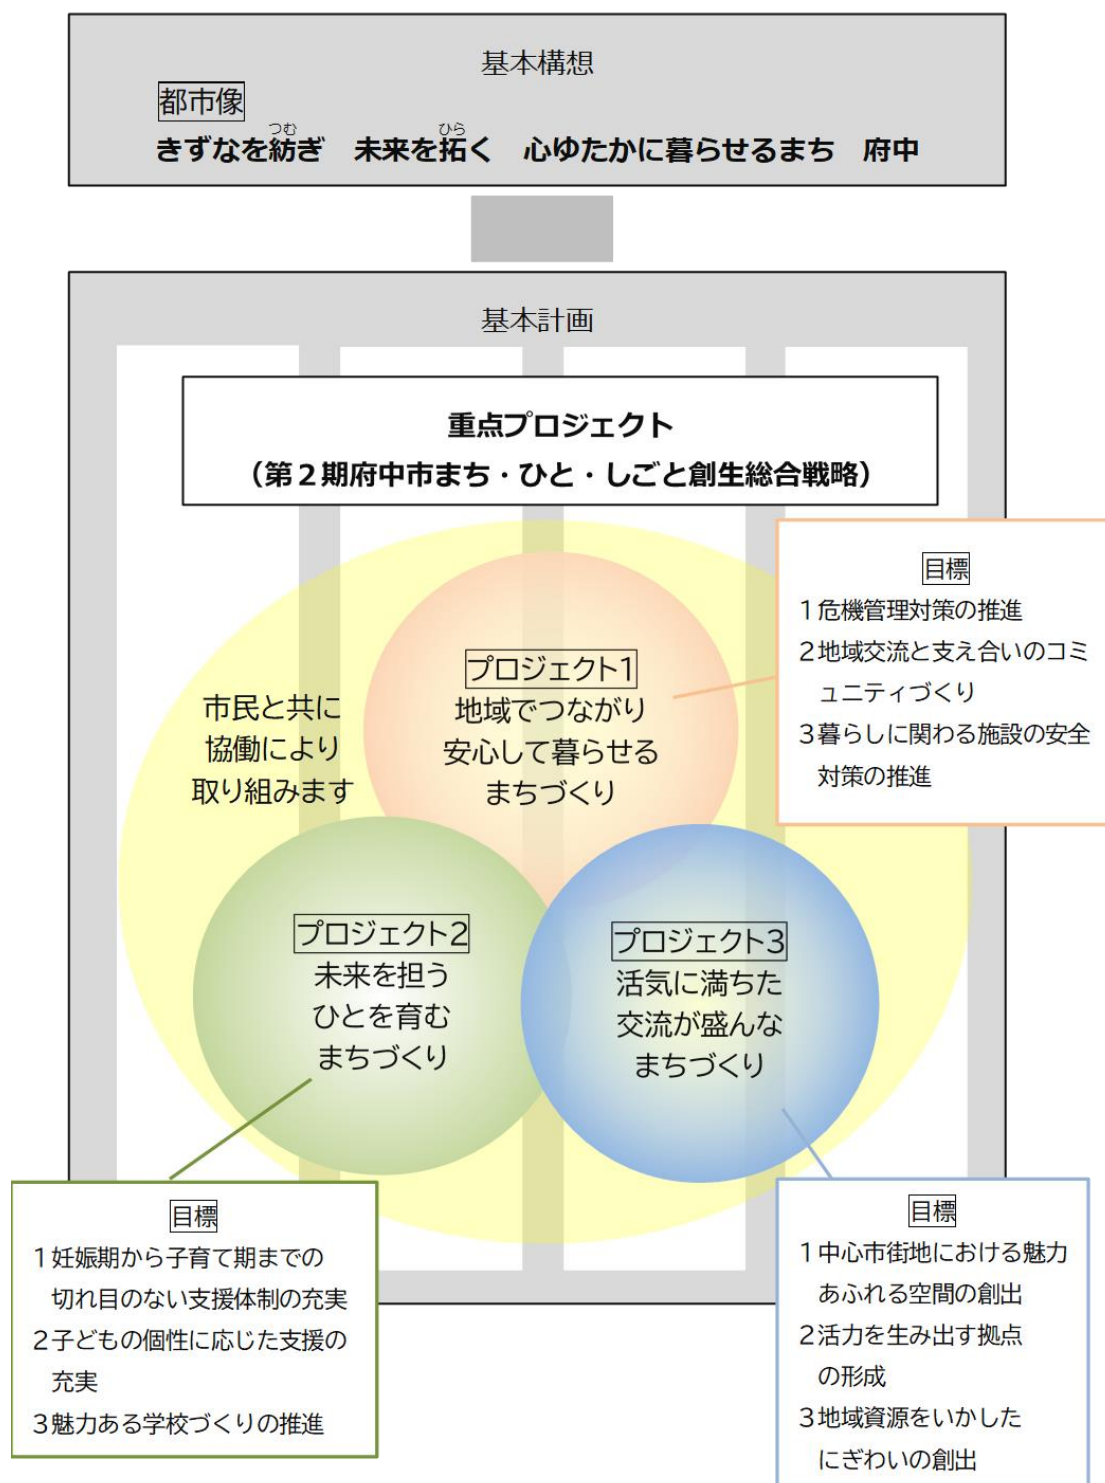 基本構想
都市像
きずなを紡ぎ　未来を拓く　心ゆたかに暮らせるまち　府中
つむ
ひら
基本計画
重点プロジェクト
（第２期府中市まち・ひと・しごと創生総合戦略）
目標
１危機管理対策の推進
２地域交流と支え合いのコミ
ュニティづくり
３暮らしに関わる施設の安全
対策の推進
プロジェクト1
地域でつながり
安心して暮らせる
まちづくり
市民と共に
協働により
取り組みます
プロジェクト2
未来を担う
ひとを育む
まちづくり
プロジェクト3
活気に満ちた
交流が盛んな
まちづくり
目標
１妊娠期から子育て期までの
切れ目のない支援体制の充実
２子どもの個性に応じた支援の
充実
３魅力ある学校づくりの推進
目標
１中心市街地における魅力
あふれる空間の創出
２活力を生み出す拠点
の形成
３地域資源をいかした
にぎわいの創出